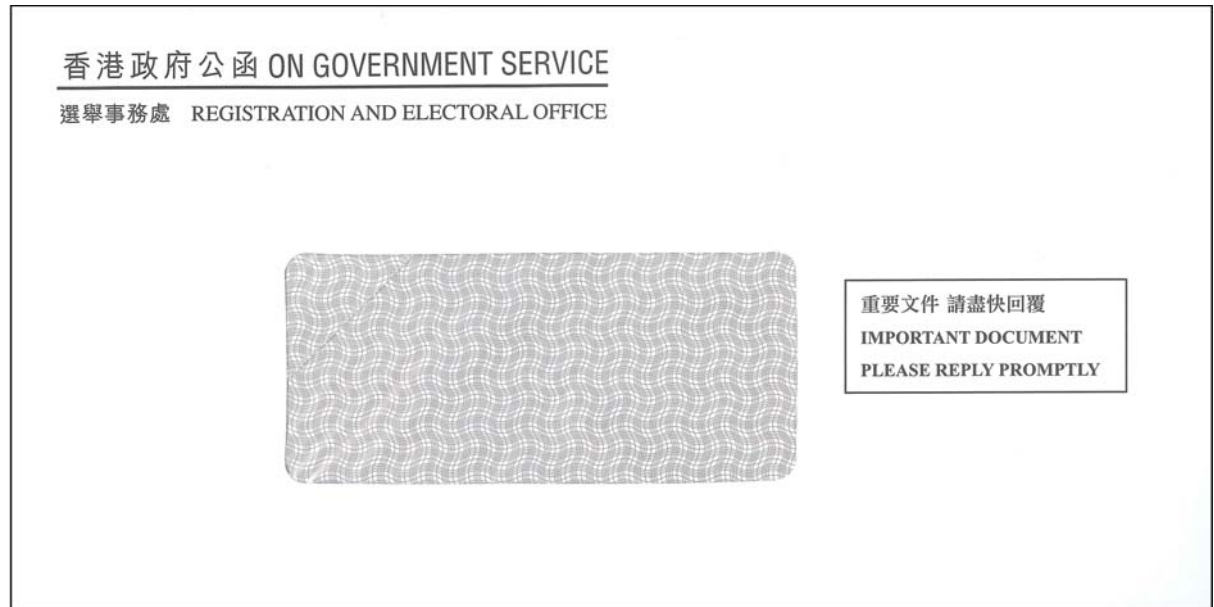 香港政府公函 ON GOVERNMENT SERVICE
選舉事務處 REGISTRATION AND ELECTORAL OFFICE
重要文件 請盡快回覆
IMPORTANT DOCUMENT
PLEASE REPLY PROMPTLY